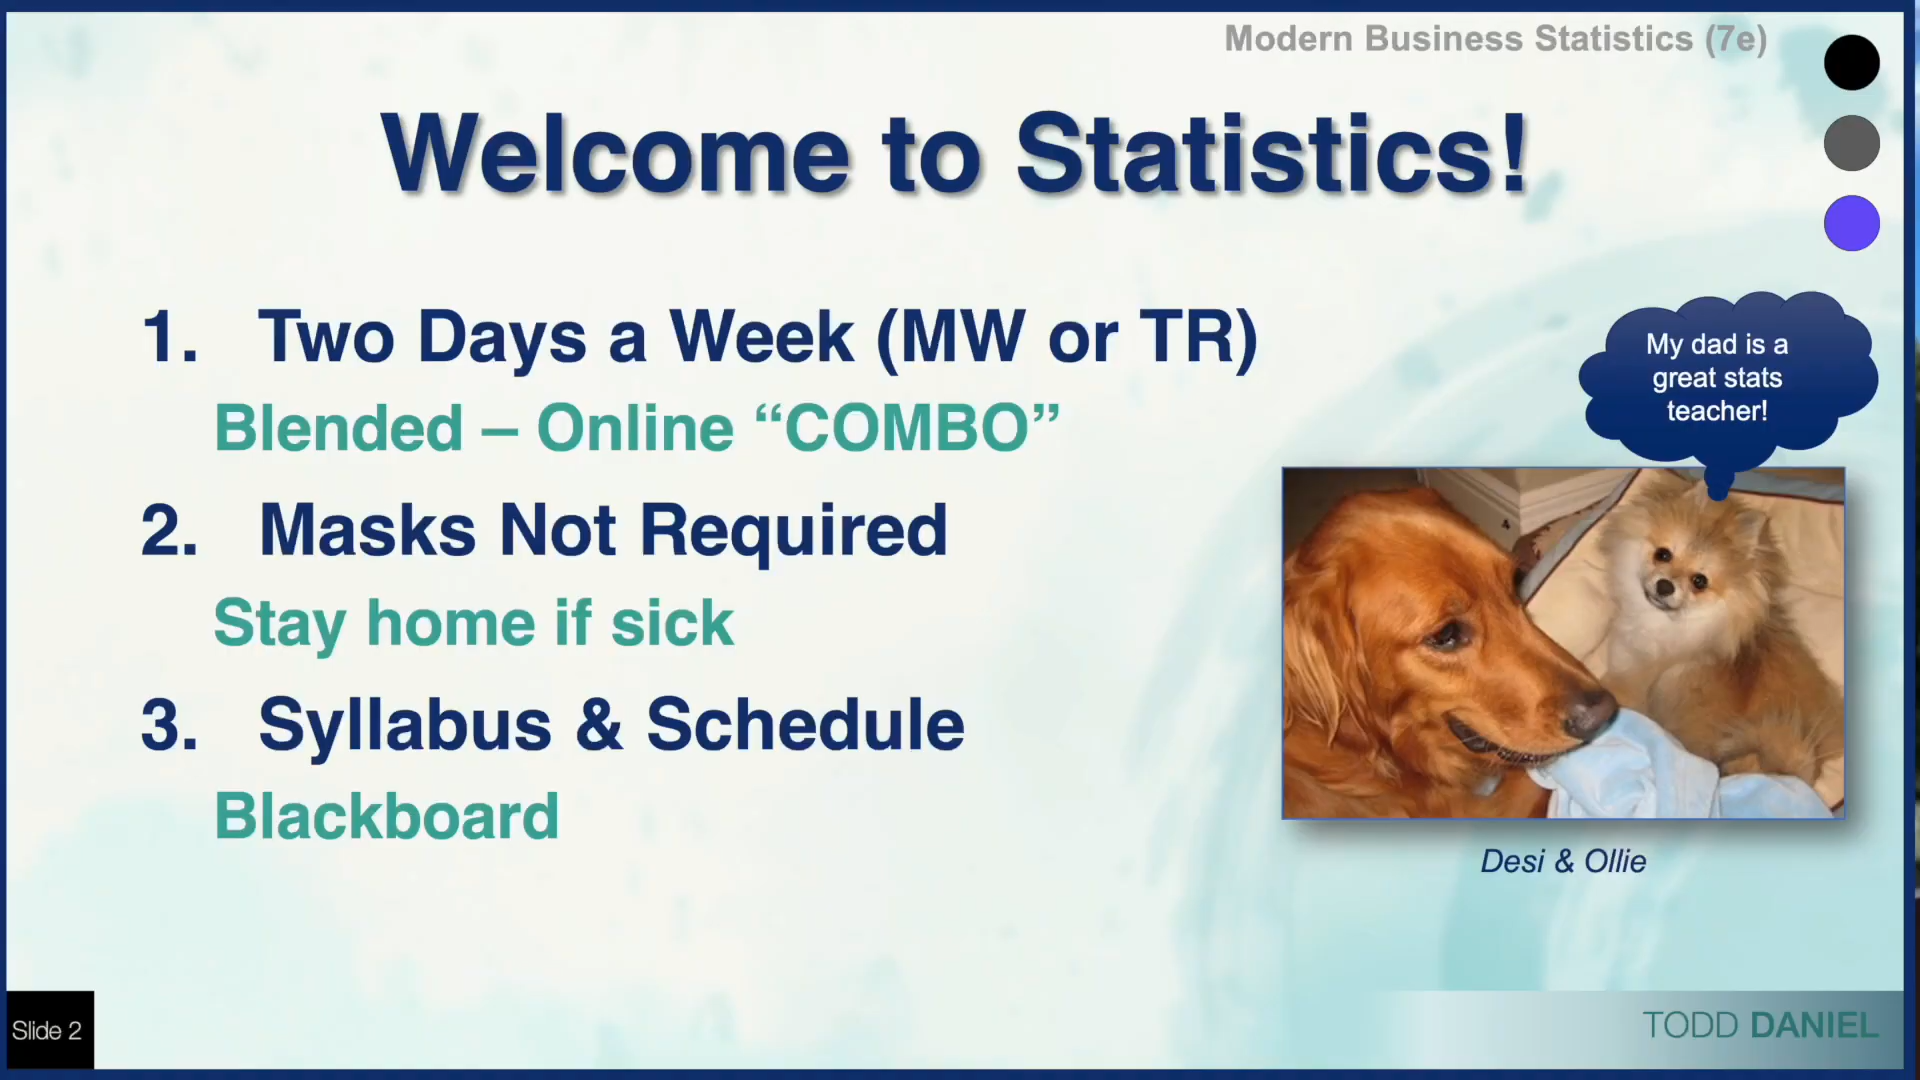 Modern Business Statistics (7e)
Welcome to Statistics!
1. Two Days a Week (MW or TR)
Blended – Online “COMBO”
2. Masks Not Required
Stay home if sick
3. Syllabus & Schedule
Blackboard
My dad is a
great stats
teacher!
Desi & Ollie
Slide 2
TODD DANIEL